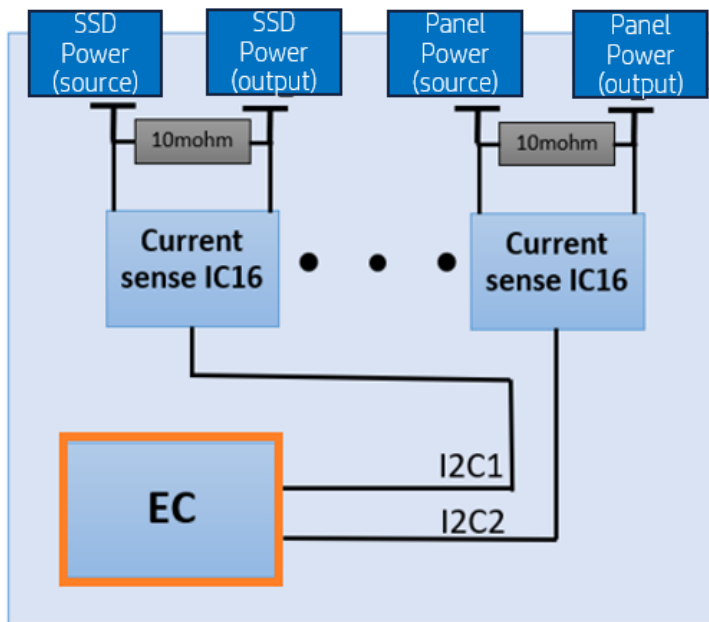 SSD
Power
(source)
SSD
Power
(output)
Panel
Power
(source)
Panel
Power
(output)
10mohm
10mohm
Current
sense IC16
Current
sense IC16
I2C1
EC
I2C2